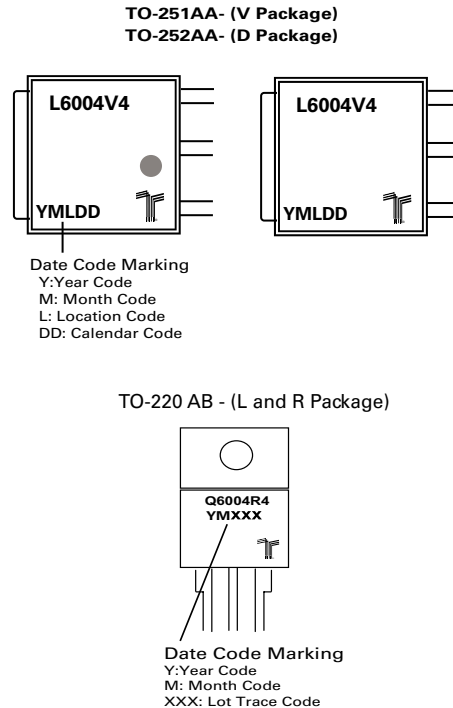 TO-251AA- (V Package)
TO-252AA- (D Package)
L6004V4
YMLDD
L6004V4
YMLDD
Date Code Marking
Y:Year Code
M: Month Code
L: Location Code
DD: Calendar Code
TO-220 AB - (L and R Package)
Q6004R4
YMXXX
Date Code Marking
Y:Year Code
M: Month Code
XXX: Lot Trace Code